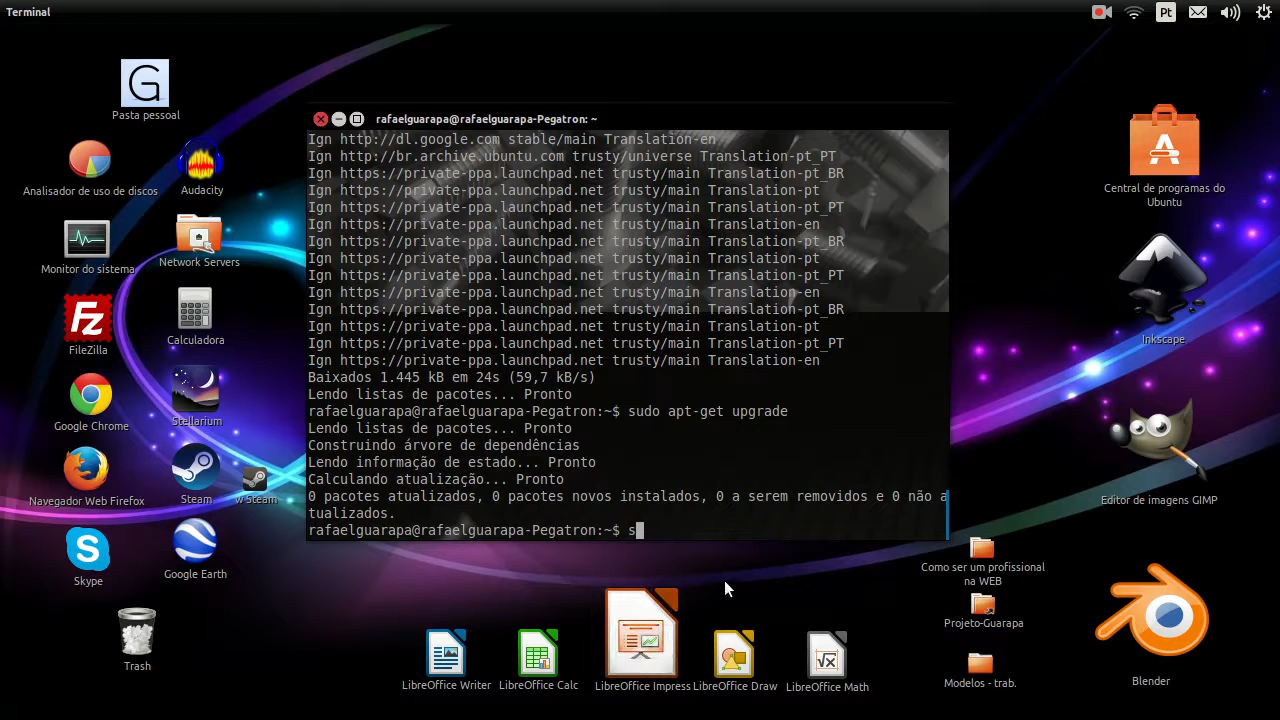 Terminal
Pt
G
Pasta pessoal
Analisador de uso de discos
Audacity
Monitor do sistema
Network Servers
Fz
FileZilla
Calculadora
Google Chrome
Stellarium
Navegador Web Firefox
Steam
w Steam
S
Skype
Google Earth
Trash
rafaelguarapa@rafaelguarapa-Pegatron: ~
Ign http://dl.google.com stable/main Translation-en
Ign http://br.archive.ubuntu.com trusty/universe Translation-pt_PT
Ign https://private-ppa.launchpad.net trusty/main Translation-pt_BR
Ign https://private-ppa.launchpad.net trusty/main Translation-pt
Ign https://private-ppa.launchpad.net trusty/main Translation-pt_PT
Ign https://private-ppa.launchpad.net trusty/main Translation-en
Ign https://private-ppa.launchpad.net trusty/main Translation-pt_BR
Ign https://private-ppa.launchpad.net trusty/main Translation-pt
Ign https://private-ppa.launchpad.net trusty/main Translation-pt_PT
Ign https://private-ppa.launchpad.net trusty/main Translation-en
Ign https://private-ppa.launchpad.net trusty/main Translation-pt_BR
Ign https://private-ppa.launchpad.net trusty/main Translation-pt
Ign https://private-ppa.launchpad.net trusty/main Translation-pt_PT
Ign https://private-ppa.launchpad.net trusty/main Translation-en
Baixados 1.445 kB em 24s (59,7 kB/s)
Lendo listas de pacotes... Pronto
rafaelguarapa@rafaelguarapa-Pegatron:~$ sudo apt-get upgrade
Lendo listas de pacotes... Pronto
Construindo árvore de dependências
Lendo informação de estado... Pronto
Calculando atualização... Pronto
0 pacotes atualizados, 0 pacotes novos instalados, 0 a serem removidos e 0 não a
tualizados.
rafaelguarapa@rafaelguarapa-Pegatron:~$ s
Central de programas do
Ubuntu
Inkscape
Editor de imagens GIMP
Como ser um profissional
na WEB
Projeto-Guarapa
Modelos - trab.
Blender
LibreOffice Writer
LibreOffice Calc
LibreOffice Impress
LibreOffice Draw
√x
LibreOffice Math